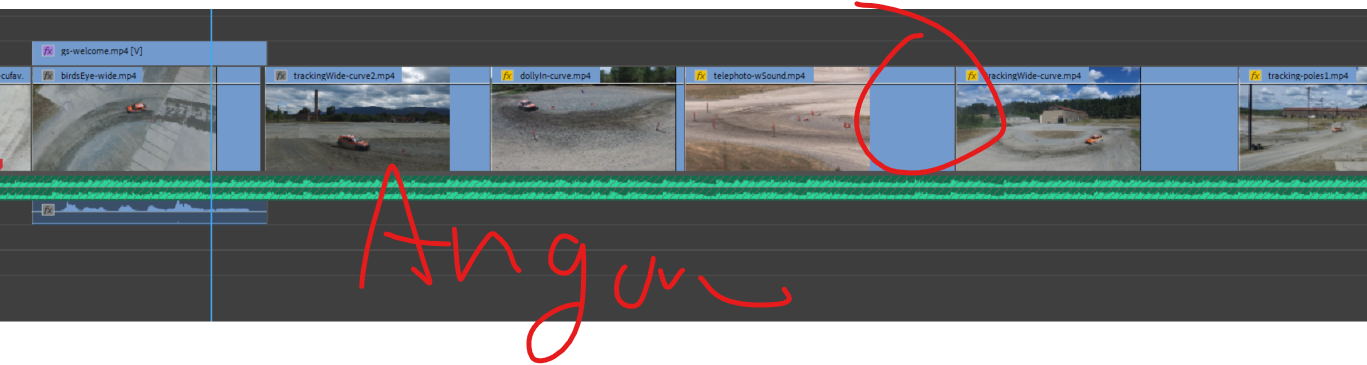 gs-welcome.mp4 [V]
-cufav. birdsEye-wide.mp4 trackingWide-curve2.mp4 dollyIn-curve.mp4 telephoto-wSound.mp4 trackingWide-curve.mp4 tracking-poles1.mp4